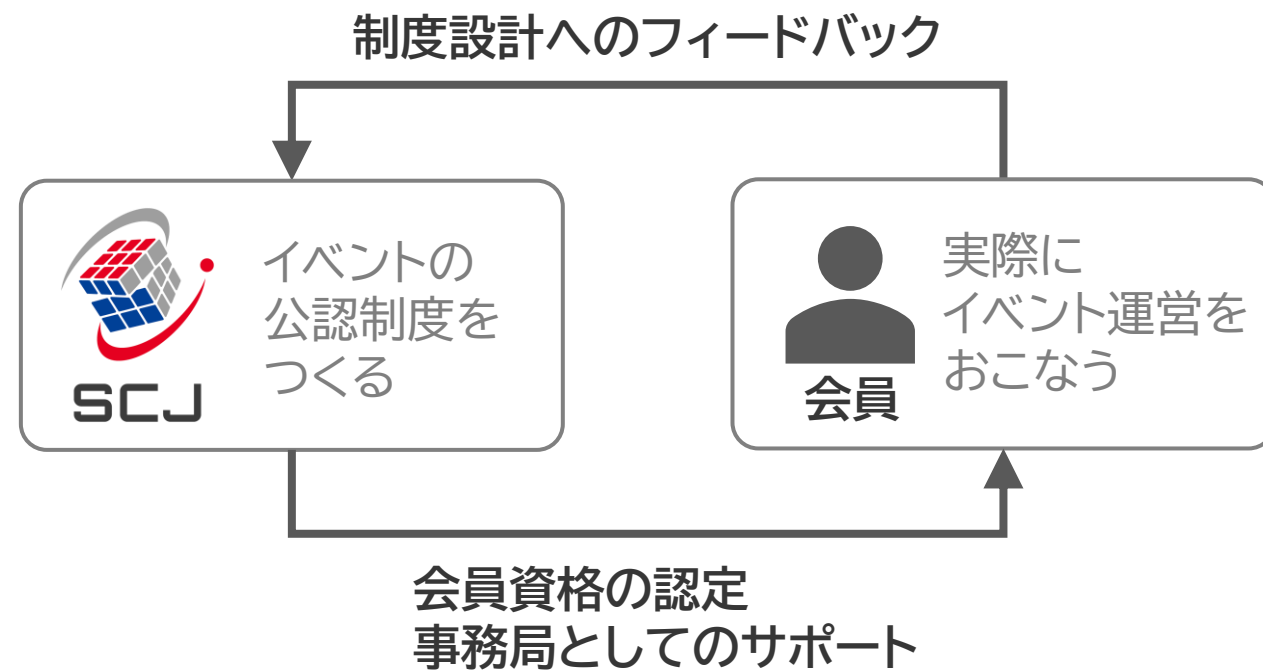 制度設計へのフィードバック
イベントの
公認制度を
つくる
SCJ
実際に
イベント運営を
おこなう
会員
会員資格の認定
事務局としてのサポート